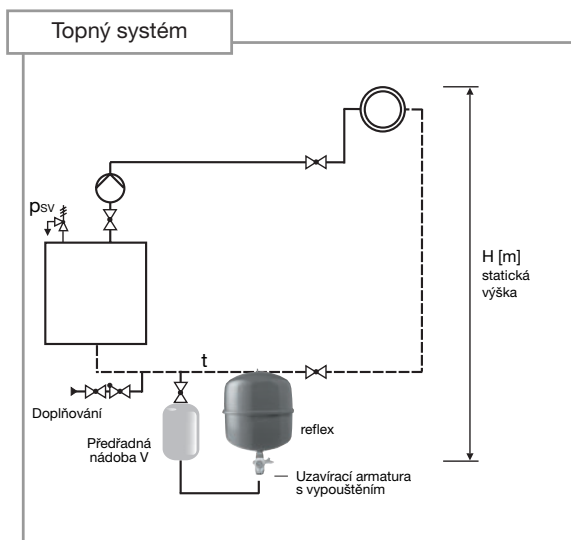 Topný systém
pSV
H [m]
statická
výška
t
Doplňování
Předřadná
nádoba V
reflex
Uzavírací armatura
s vypouštěním